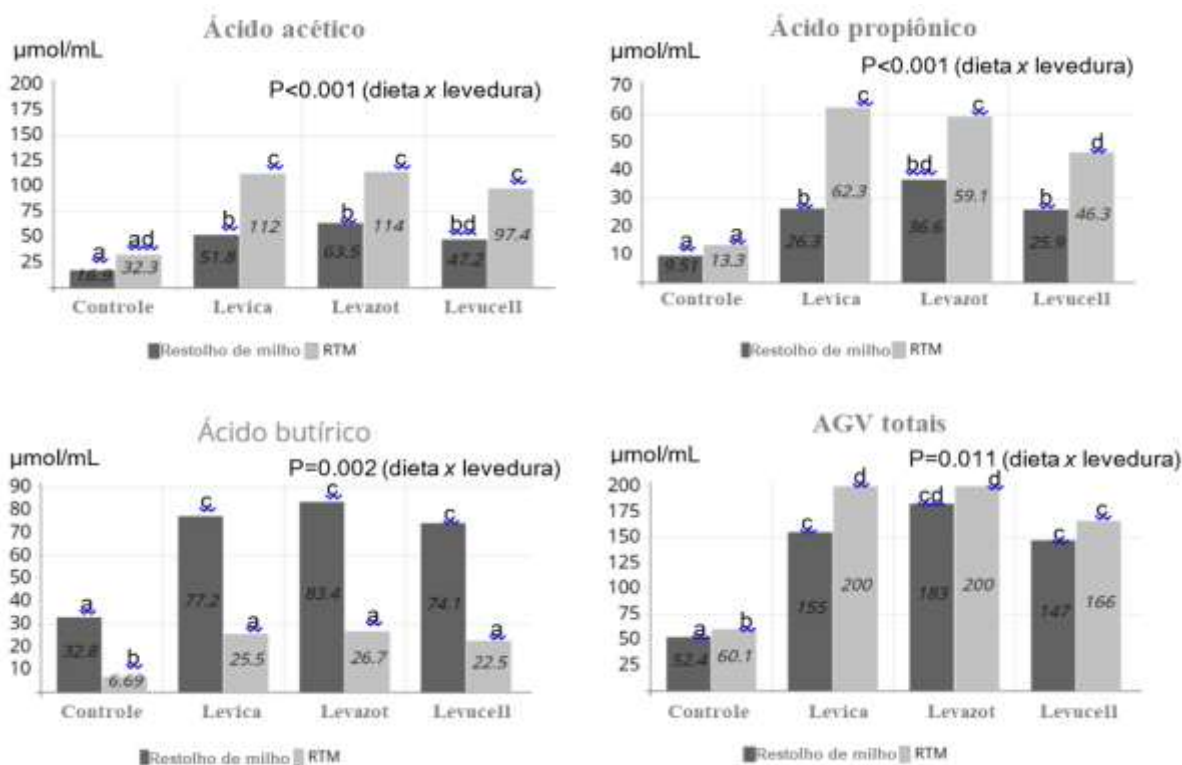 Ácido acético
µmol/mL
P<0.001 (dieta x levedura)
200
175
150
125
100
75
50
25
a
ad
b
c
b
c
bd
c
16.9
32.3
51.8
112
63.5
114
47.2
97.4
Controle Levica Levazot Levucell
Restolho de milho RTM
Ácido propiônico
µmol/mL
P<0.001 (dieta x levedura)
70
60
50
40
30
20
10
a
a
b
c
bd
c
b
d
9.51
13.3
26.3
62.3
36.6
59.1
25.9
46.3
Controle Levica Levazot Levucell
Restolho de milho RTM
Ácido butírico
µmol/mL
P=0.002 (dieta x levedura)
90
80
70
60
50
40
30
20
10
a
b
c
a
c
a
c
a
32.8
6.69
77.2
25.5
83.4
26.7
74.1
22.5
Controle Levica Levazot Levucell
Restolho de milho RTM
AGV totais
µmol/mL
P=0.011 (dieta x levedura)
200
175
150
75
50
25
a
b
c
d
cd
d
c
c
52.4
60.1
155
200
183
200
147
166
Controle Levica Levazot Levucell
Restolho de milho RTM